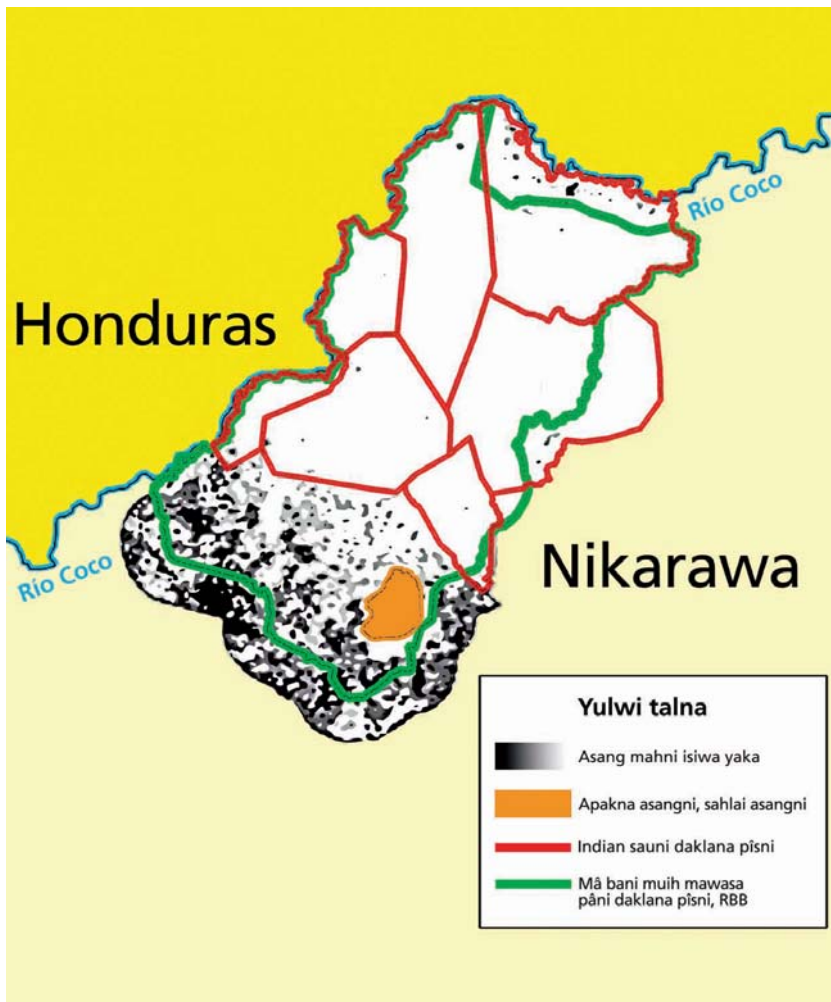 Río Coco
Honduras
Nikarawa
Río Coco
Yulwi talna
Asang mahni isiwa yaka
Apakna asangni, sahlai asangni
Indian sauni daklana pîsni
Mâ bani muih mawasa
pâni daklana pîsni, RBB